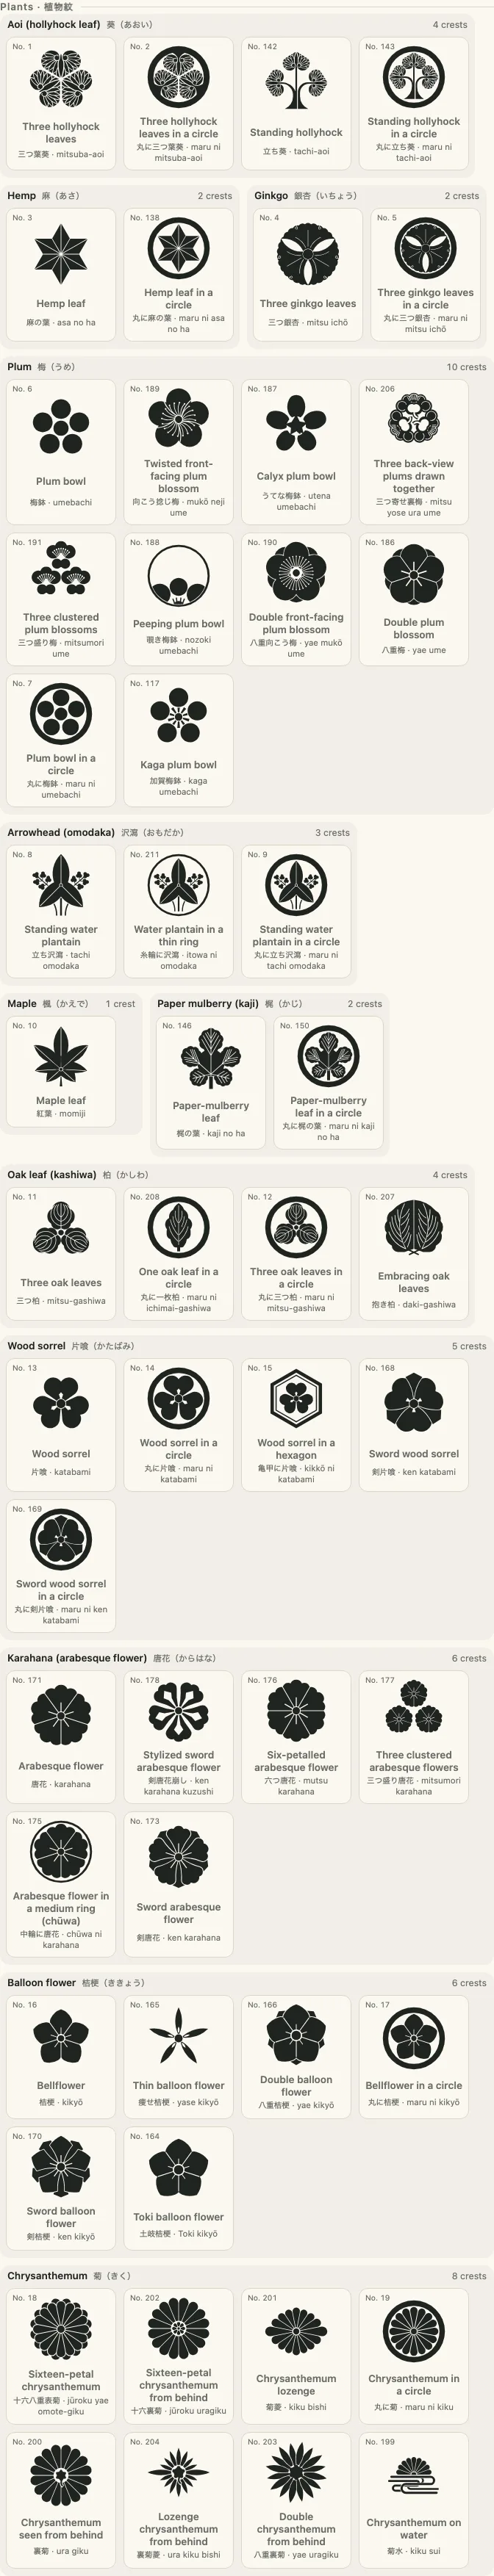 Plants · 植物紋
Aoi (hollyhock leaf) 葵（あおい） 4 crests
No. 1
Three hollyhock
leaves
三つ葉葵 · mitsuba-aoi
No. 2
Three hollyhock
leaves in a circle
丸に三つ葉葵 · maru ni
mitsuba-aoi
No. 142
Standing hollyhock
立ち葵 · tachi-aoi
No. 143
Standing hollyhock
in a circle
丸に立ち葵 · maru ni
tachi-aoi
Hemp 麻（あさ） 2 crests
No. 3
Hemp leaf
麻の葉 · asa no ha
No. 138
Hemp leaf in a
circle
丸に麻の葉 · maru ni asa
no ha
Ginkgo 銀杏（いちょう） 2 crests
No. 4
Three ginkgo leaves
三つ銀杏 · mitsu ichō
No. 5
Three ginkgo leaves
in a circle
丸に三つ銀杏 · maru ni
mitsu ichō
Plum 梅（うめ） 10 crests
No. 6
Plum bowl
梅鉢 · umebachi
No. 189
Twisted front-
facing plum
blossom
向こう捻じ梅 · mukō neji
ume
No. 187
Calyx plum bowl
うてな梅鉢 · utena
umebachi
No. 206
Three back-view
plums drawn
together
三つ寄せ裏梅 · mitsu
yose ura ume
No. 191
Three clustered
plum blossoms
三つ盛り梅 · mitsumori
ume
No. 188
Peeping plum bowl
覗き梅鉢 · nozoki
umebachi
No. 190
Double front-facing
plum blossom
八重向こう梅 · yae mukō
ume
No. 186
Double plum
blossom
八重梅 · yae ume
No. 7
Plum bowl in a
circle
丸に梅鉢 · maru ni
umebachi
No. 117
Kaga plum bowl
加賀梅鉢 · kaga
umebachi
Arrowhead (omodaka) 沢瀉（おもだか） 3 crests
No. 8
Standing water
plantain
立ち沢瀉 · tachi
omodaka
No. 211
Water plantain in a
thin ring
糸輪に沢瀉 · itowa ni
omodaka
No. 9
Standing water
plantain in a circle
丸に立ち沢瀉 · maru ni
tachi omodaka
Maple 楓（かえで） 1 crest
No. 10
Maple leaf
紅葉 · momiji
Paper mulberry (kaji) 梶（かじ） 2 crests
No. 146
Paper-mulberry
leaf
梶の葉 · kaji no ha
No. 150
Paper-mulberry
leaf in a circle
丸に梶の葉 · maru ni kaji
no ha
Oak leaf (kashiwa) 柏（かしわ） 4 crests
No. 11
Three oak leaves
三つ柏 · mitsu-gashiwa
No. 208
One oak leaf in a
circle
丸に一枚柏 · maru ni
ichimai-gashiwa
No. 12
Three oak leaves in
a circle
丸に三つ柏 · maru ni
mitsu-gashiwa
No. 207
Embracing oak
leaves
抱き柏 · daki-gashiwa
Wood sorrel 片喰（かたばみ） 5 crests
No. 13
Wood sorrel
片喰 · katabami
No. 14
Wood sorrel in a
circle
丸に片喰 · maru ni
katabami
No. 15
Wood sorrel in a
hexagon
亀甲に片喰 · kikkō ni
katabami
No. 168
Sword wood sorrel
剣片喰 · ken katabami
No. 169
Sword wood sorrel
in a circle
丸に剣片喰 · maru ni ken
katabami
Karahana (arabesque flower) 唐花（からはな） 6 crests
No. 171
Arabesque flower
唐花 · karahana
No. 178
Stylized sword
arabesque flower
剣唐花崩し · ken
karahana kuzushi
No. 176
Six-petalled
arabesque flower
六つ唐花 · mutsu
karahana
No. 177
Three clustered
arabesque flowers
三つ盛り唐花 · mitsumori
karahana
No. 175
Arabesque flower in
a medium ring
(chūwa)
中輪に唐花 · chūwa ni
karahana
No. 173
Sword arabesque
flower
剣唐花 · ken karahana
Balloon flower 桔梗（ききょう） 6 crests
No. 16
Bellflower
桔梗 · kikyō
No. 165
Thin balloon flower
痩せ桔梗 · yase kikyō
No. 166
Double balloon
flower
八重桔梗 · yae kikyō
No. 17
Bellflower in a circle
丸に桔梗 · maru ni kikyō
No. 170
Sword balloon
flower
剣桔梗 · ken kikyō
No. 164
Toki balloon flower
土岐桔梗 · Toki kikyō
Chrysanthemum 菊（きく） 8 crests
No. 18
Sixteen-petal
chrysanthemum
十六八重表菊 · jūroku yae
omote-giku
No. 202
Sixteen-petal
chrysanthemum
from behind
十六裏菊 · jūroku uragiku
No. 201
Chrysanthemum
lozenge
菊菱 · kiku bishi
No. 19
Chrysanthemum in
a circle
丸に菊 · maru ni kiku
No. 200
Chrysanthemum
seen from behind
裏菊 · ura giku
No. 204
Lozenge
chrysanthemum
from behind
裏菊菱 · ura kiku bishi
No. 203
Double
chrysanthemum
from behind
八重裏菊 · yae uragiku
No. 199
Chrysanthemum on
water
菊水 · kiku sui